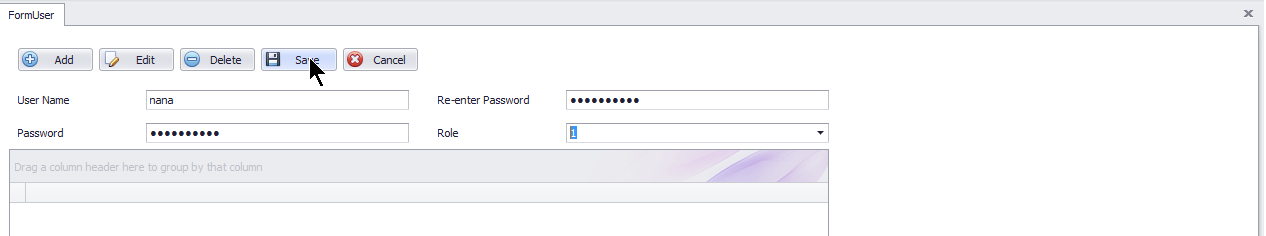 FormUser
Add Edit Delete Save Cancel
User Name nana Re-enter Password ●●●●●●●●●●
Password ●●●●●●●●●● Role 1
Drag a column header here to group by that column